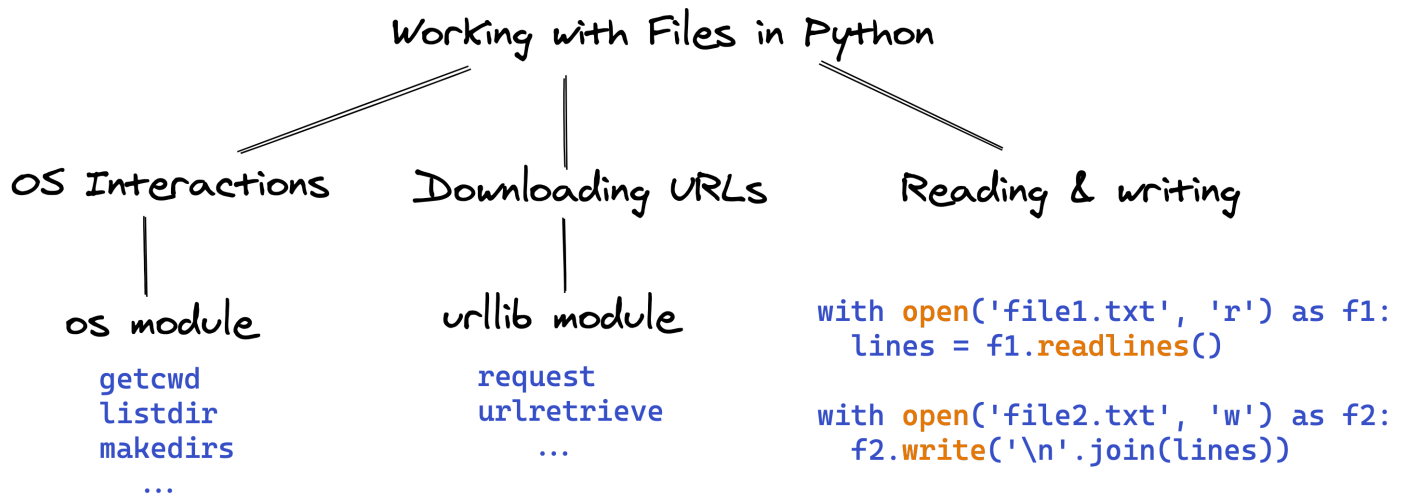 Working with Files in Python
OS Interactions
os module
getcwd
listdir
makedirs
...
Downloading URLs
urllib module
request
urlretrieve
...
Reading & writing
with open('file1.txt', 'r') as f1:
  lines = f1.readlines()
with open('file2.txt', 'w') as f2:
  f2.write('\n'.join(lines))